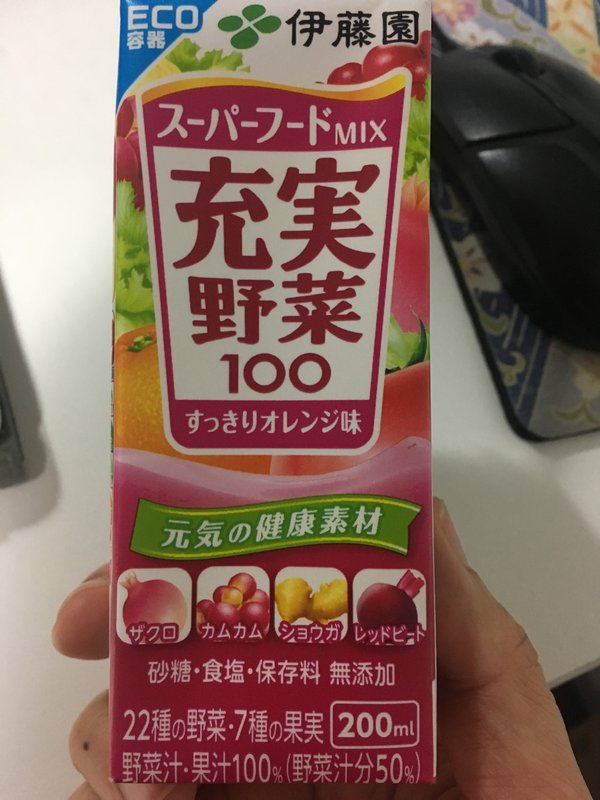 ECO
容器
伊藤園
スーパーフードMIX
充実
野菜
100
すっきりオレンジ味
元気の健康素材
ザクロ カムカム ショウガ レッドビート
砂糖・食塩・保存料 無添加
22種の野菜・7種の果実 200ml
野菜汁・果汁100%(野菜汁分50%)